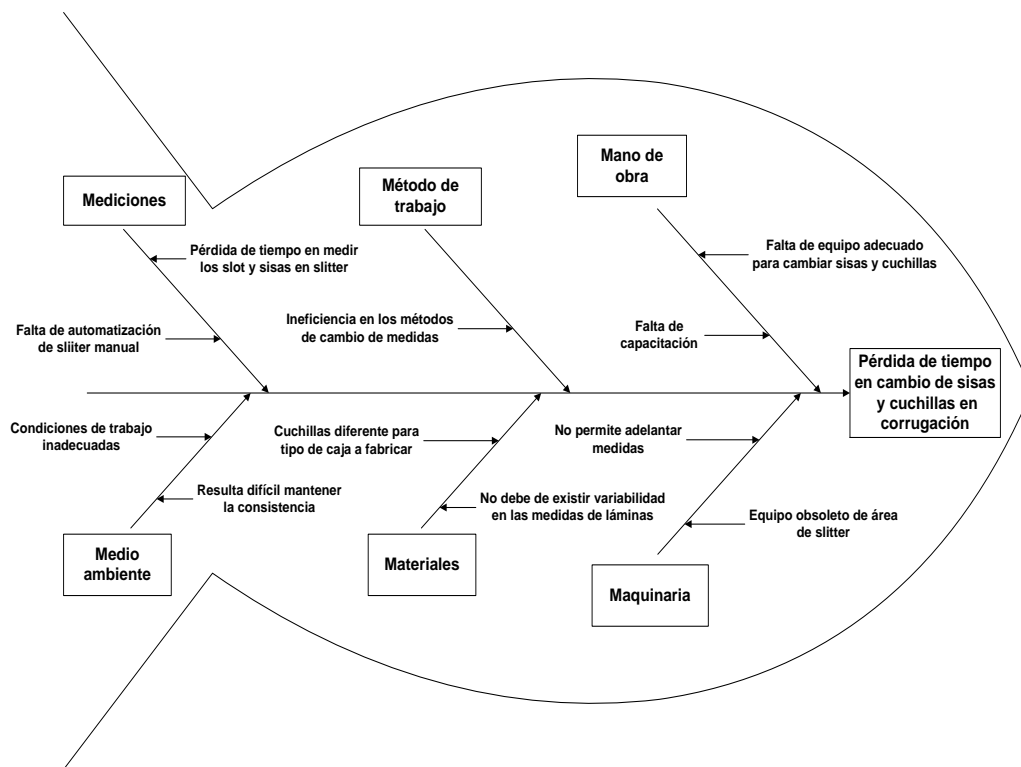 Mediciones
Método de
trabajo
Mano de
obra
Pérdida de tiempo en medir
los slot y sisas en slitter
Falta de equipo adecuado
para cambiar sisas y cuchillas
Falta de automatización
de sliiter manual
Ineficiencia en los métodos
de cambio de medidas
Falta de
capacitación
Pérdida de tiempo
en cambio de sisas
y cuchillas en
corrugación
Condiciones de trabajo
inadecuadas
Cuchillas diferente para
tipo de caja a fabricar
No permite adelantar
medidas
Resulta difícil mantener
la consistencia
No debe de existir variabilidad
en las medidas de láminas
Equipo obsoleto de área
de slitter
Medio
ambiente
Materiales
Maquinaria